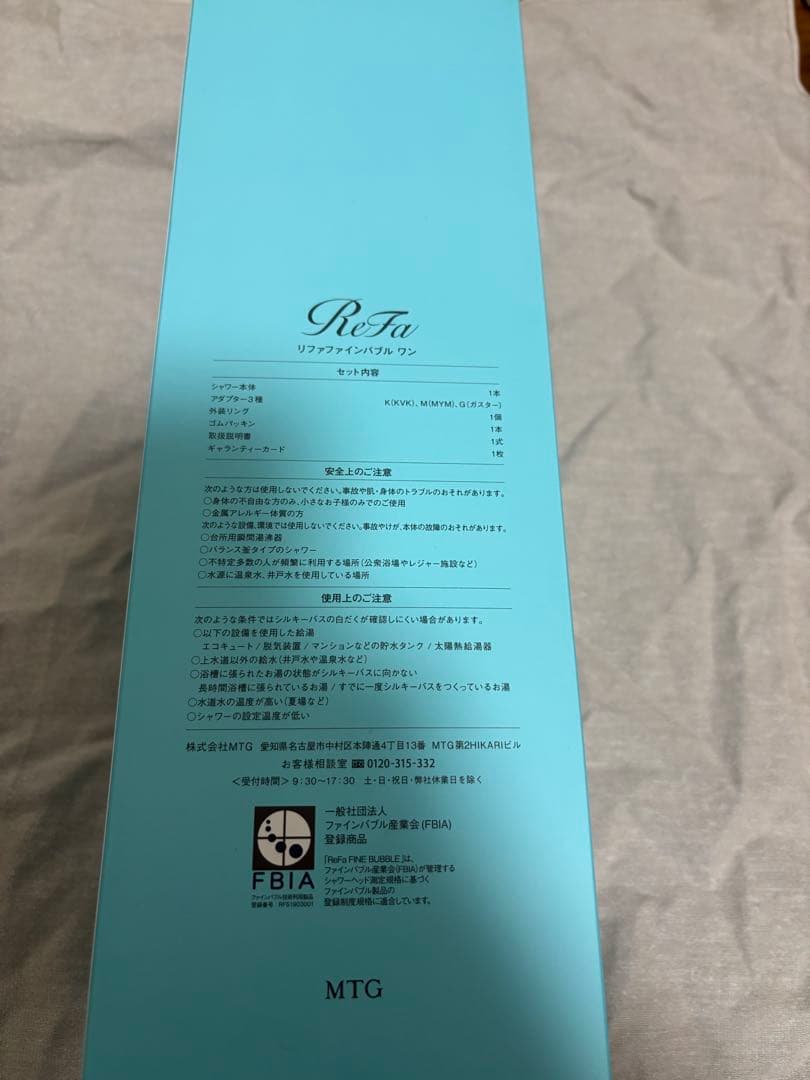 ReFa
リファファインバブル ワン
セット内容
シャワー本体 1本
アダプター3種 K(KVK)、M(MYM)、G(ガスター)
外装リング 1個
ゴムパッキン 1本
取扱説明書 1式
ギャランティーカード 1枚
安全上のご注意
次のような方は使用しないでください。事故や肌・身体のトラブルのおそれがあります。
○身体の不自由な方のみ、小さなお子様のみでのご使用
○金属アレルギー体質の方
次のような設備、環境では使用しないでください。事故やけが、本体の故障のおそれがあります。
○台所用瞬間湯沸器
○バランス釜タイプのシャワー
○不特定多数の人が頻繁に利用する場所(公衆浴場やレジャー施設など)
○水源に温泉水、井戸水を使用している場所
使用上のご注意
次のような条件ではシルキーバスの白だくが確認しにくい場合があります。
○以下の設備を使用した給湯
エコキュート / 脱気装置 / マンションなどの貯水タンク / 太陽熱給湯器
○上水道以外の給水(井戸水や温泉水など)
○浴槽に張られたお湯の状態がシルキーバスに向かない
長時間浴槽に張られているお湯 / すでに一度シルキーバスをつくっているお湯
○水道水の温度が高い(夏場など)
○シャワーの設定温度が低い
株式会社MTG 愛知県名古屋市中村区本陣通4丁目13番 MTG第2HIKARIビル
お客様相談室 0120-315-332
<受付時間> 9:30〜17:30 土・日・祝日・弊社休業日を除く
FBIA
ファインバブル技術利用製品
登録番号 RFS1903001
一般社団法人
ファインバブル産業会(FBIA)
登録商品
「ReFa FINE BUBBLE」は、
ファインバブル産業会(FBIA)が管理する
シャワーヘッド測定規格に基づく
ファインバブル製品の
登録制度規格に適合しています。
MTG